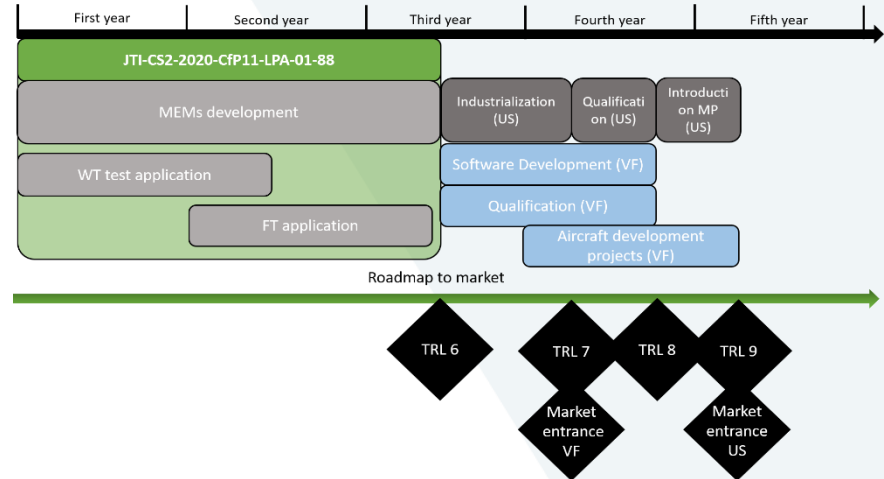 First year
Second year
Third year
Fourth year
Fifth year
JTI-CS2-2020-CfP11-LPA-01-88
MEMs development
Industrialization
(US)
Qualificati
on (US)
Introducti
on MP
(US)
WT test application
Software Development (VF)
FT application
Qualification (VF)
Aircraft development
projects (VF)
Roadmap to market
TRL 6
TRL 7
TRL 8
TRL 9
Market
entrance
VF
Market
entrance
US